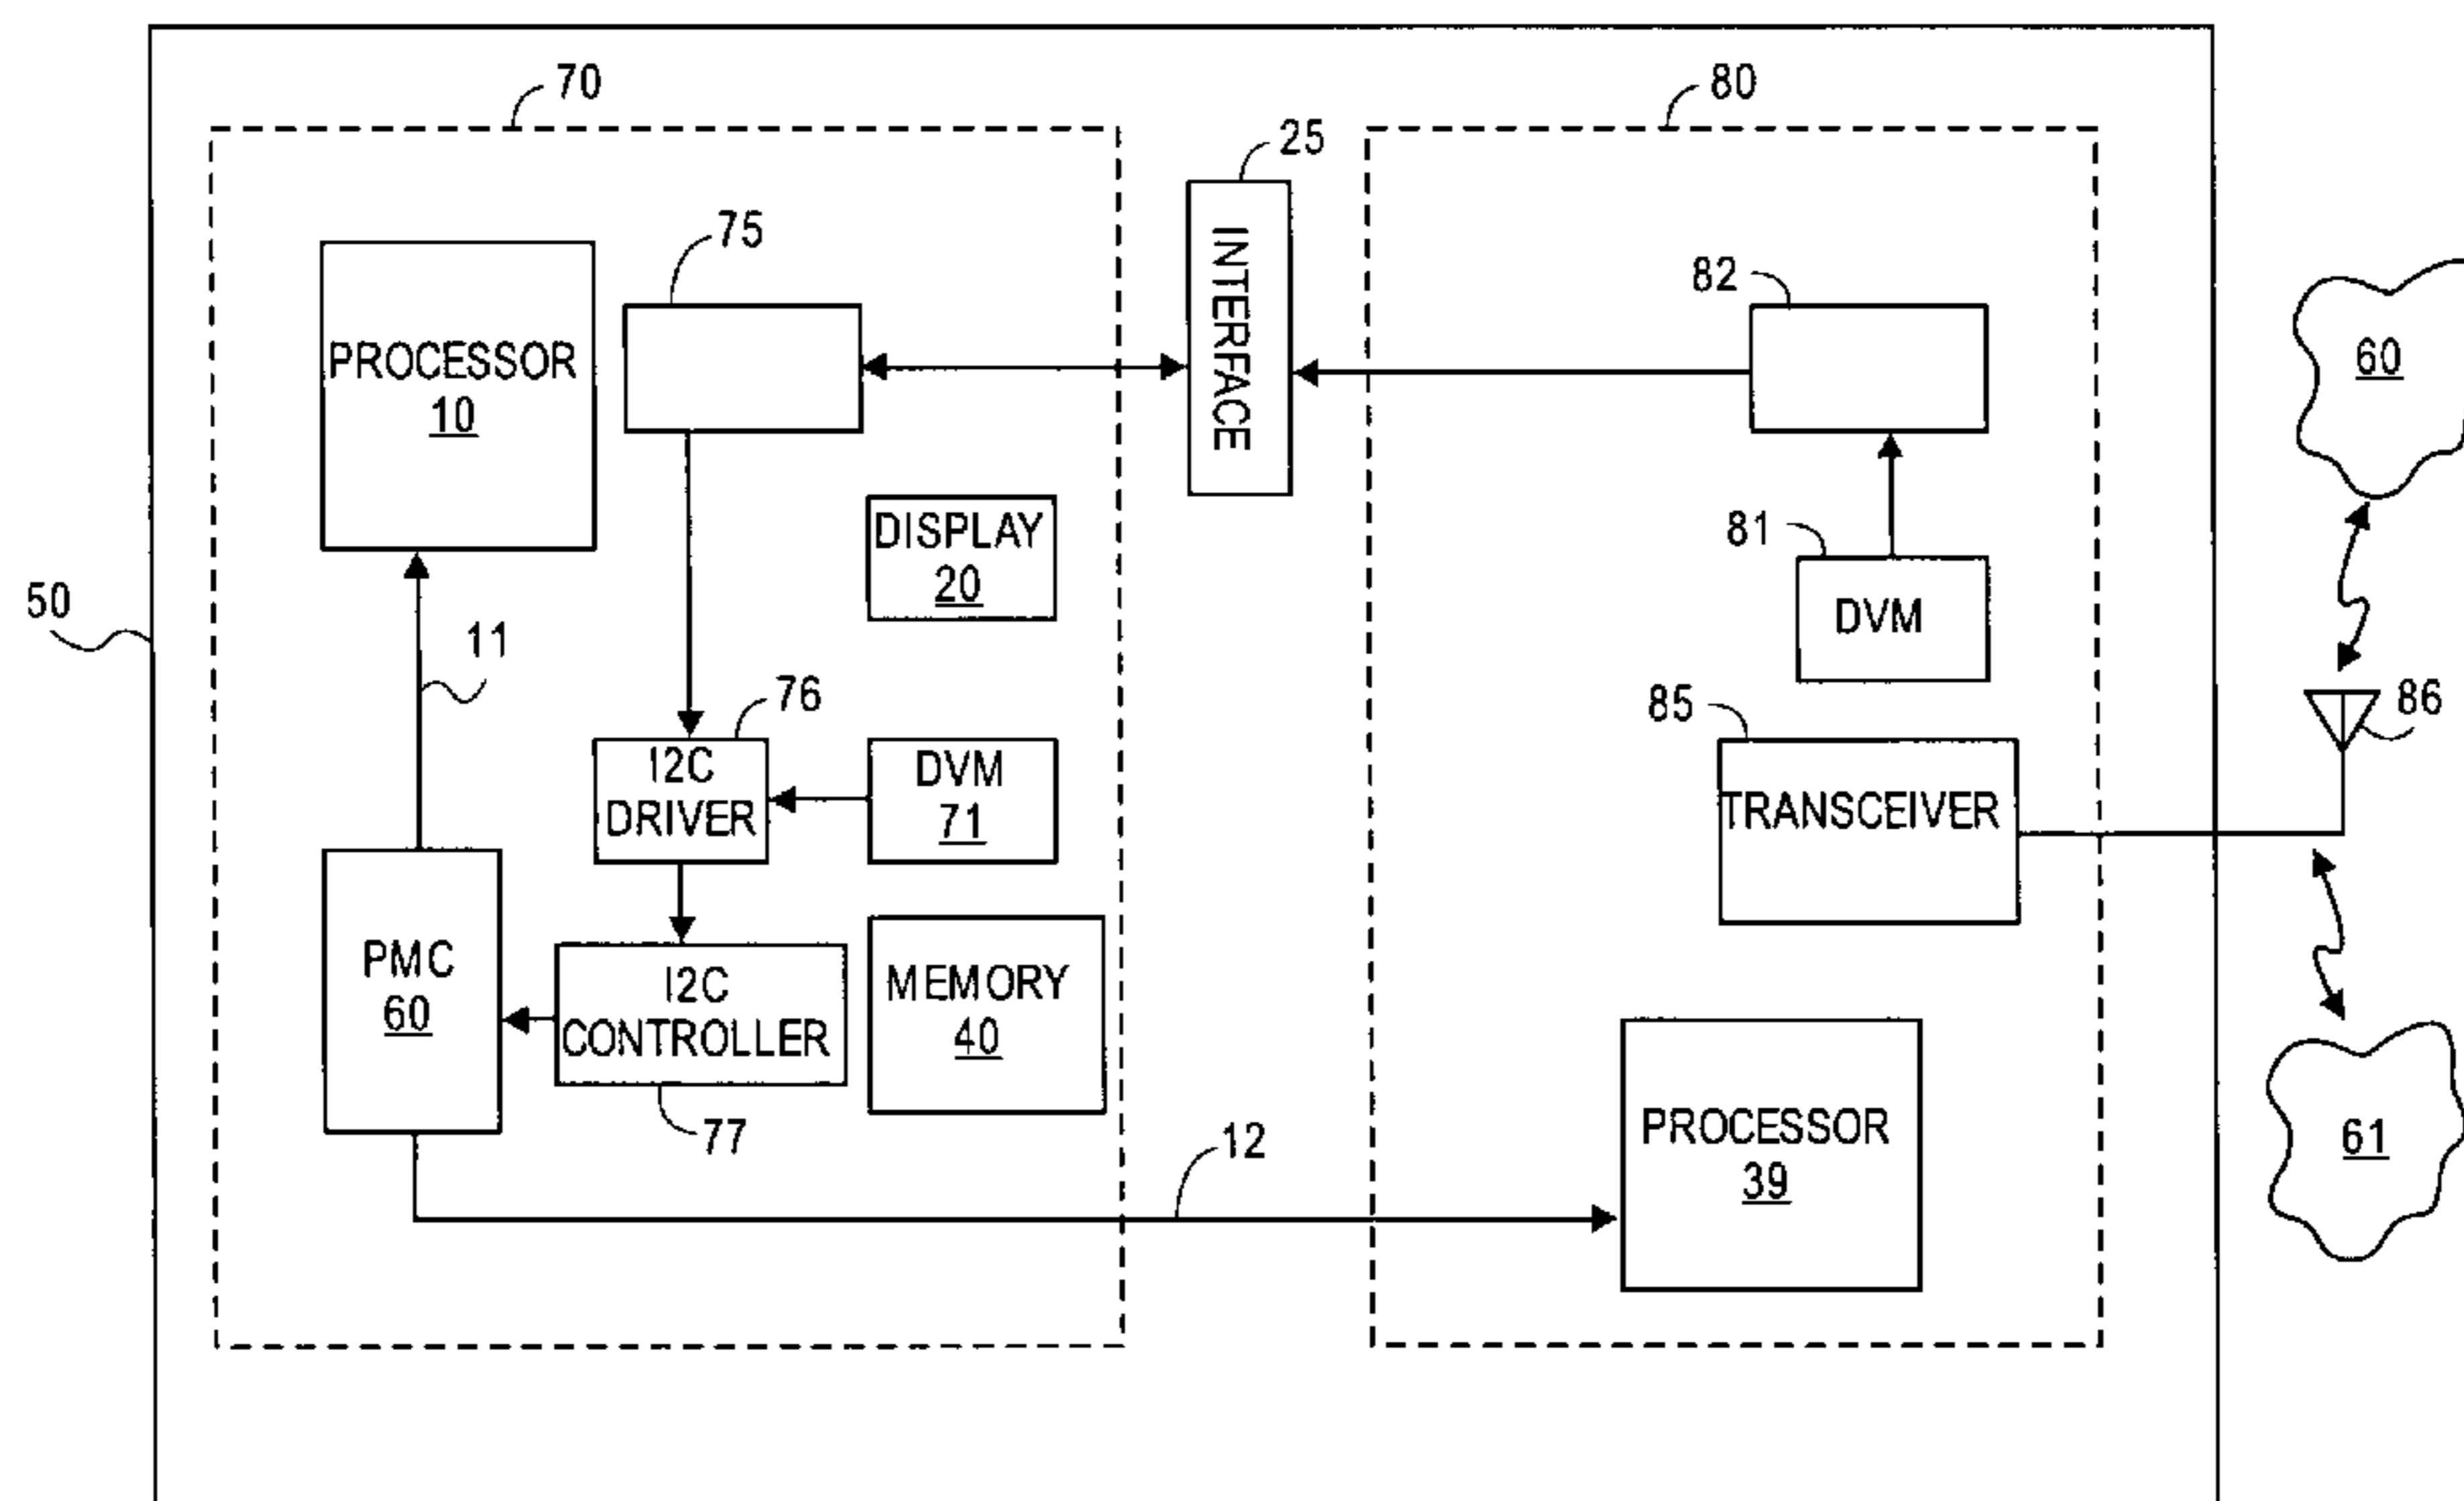 70
80
25
75
INTERFACE
82
PROCESSOR
10
60
DISPLAY
20
81
DVM
50
11
76
85
86
I2C
DRIVER
DVM
71
TRANSCEIVER
PMC
60
I2C
CONTROLLER
MEMORY
40
77
12
PROCESSOR
39
61